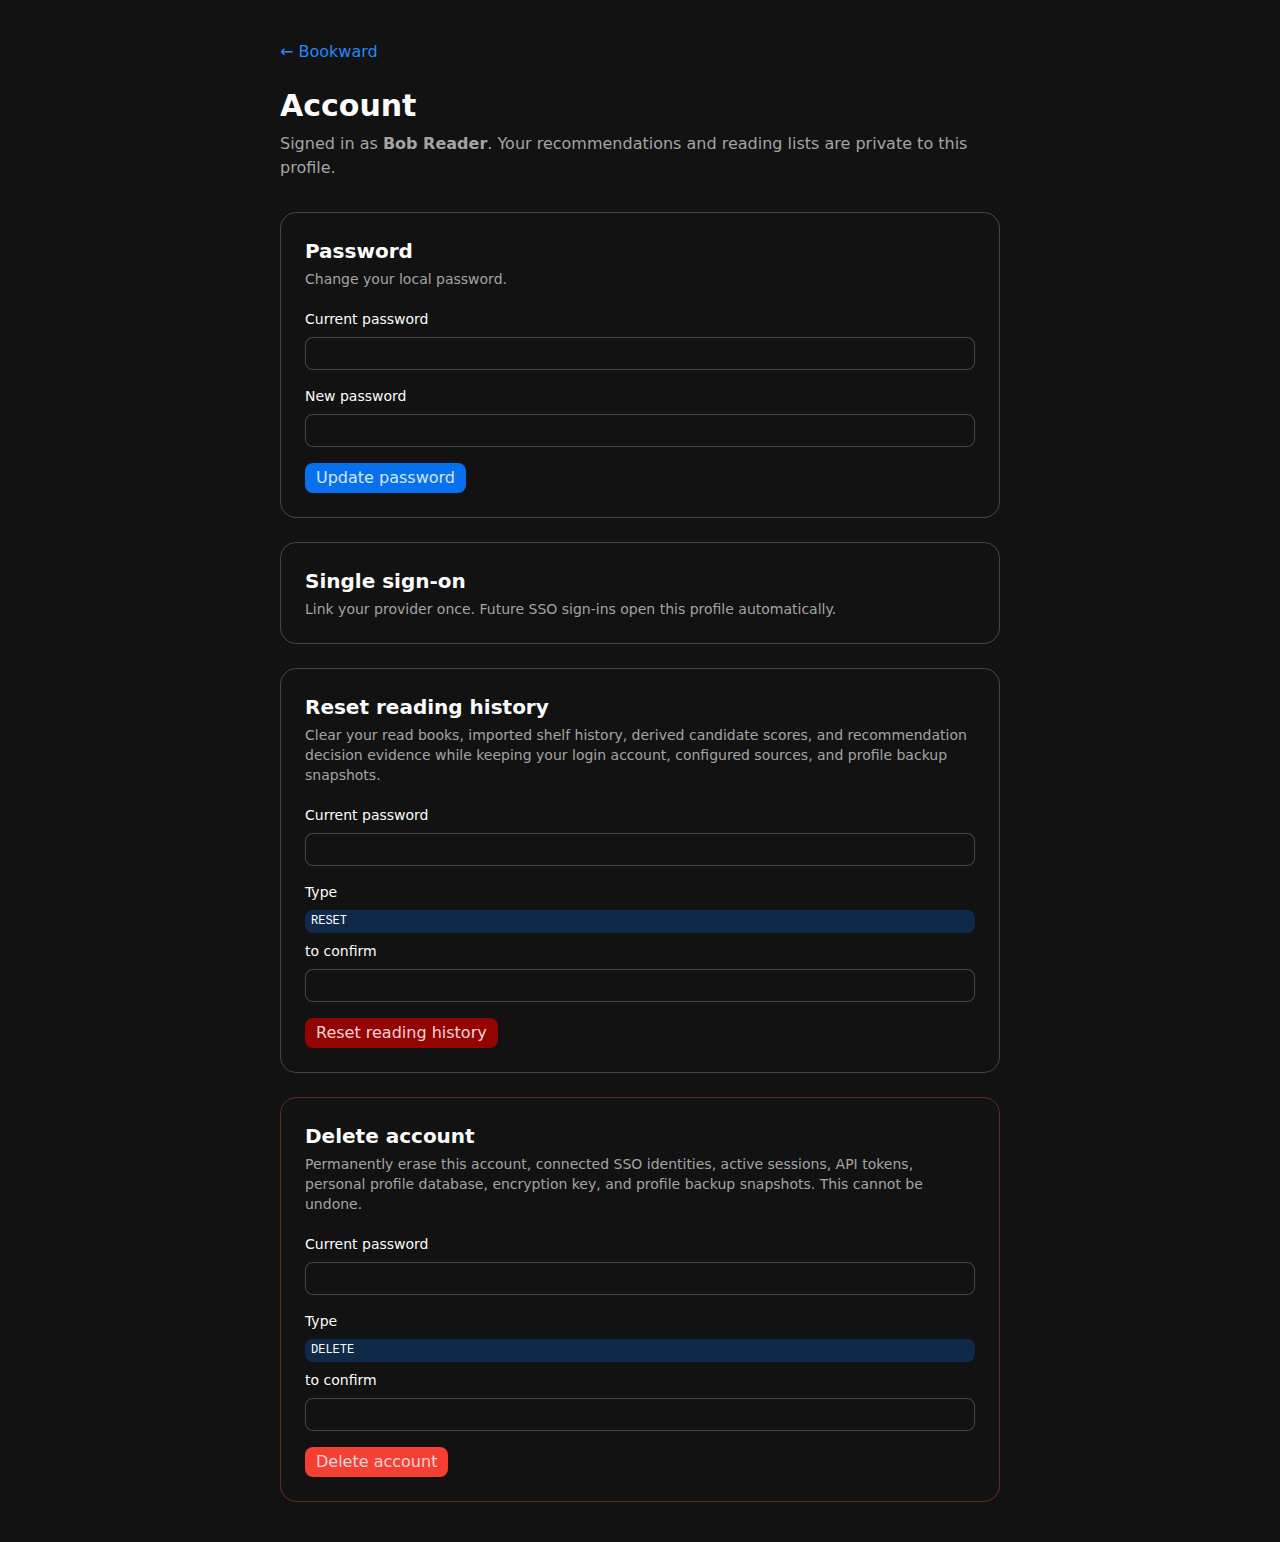 ← Bookward
Account
Signed in as Bob Reader. Your recommendations and reading lists are private to this
profile.
Password
Change your local password.
Current password
New password
Update password
Single sign-on
Link your provider once. Future SSO sign-ins open this profile automatically.
Reset reading history
Clear your read books, imported shelf history, derived candidate scores, and recommendation
decision evidence while keeping your login account, configured sources, and profile backup
snapshots.
Current password
Type
RESET
to confirm
Reset reading history
Delete account
Permanently erase this account, connected SSO identities, active sessions, API tokens,
personal profile database, encryption key, and profile backup snapshots. This cannot be
undone.
Current password
Type
DELETE
to confirm
Delete account